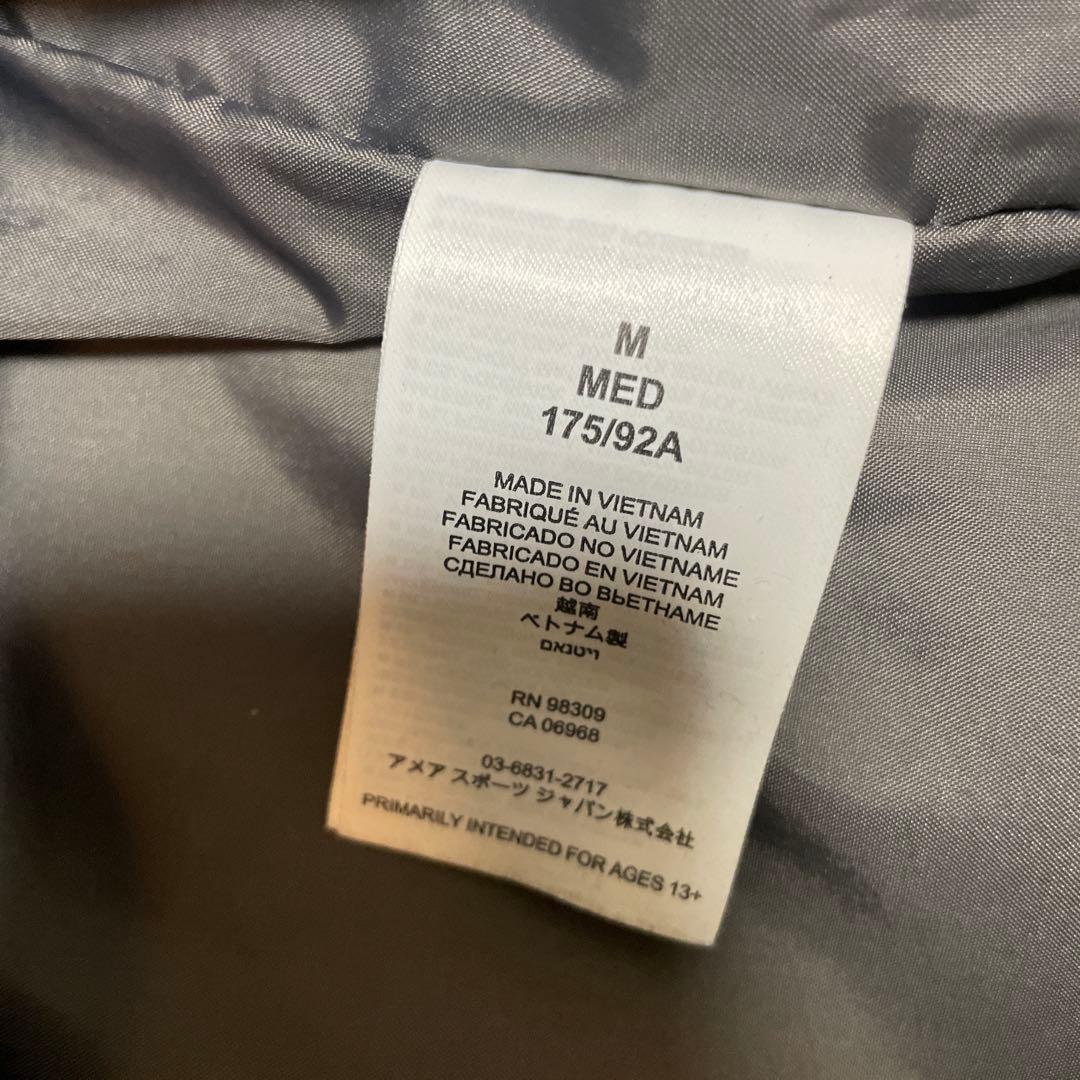 M
MED
175/92A
MADE IN VIETNAM
FABRIQUÉ AU VIETNAM
FABRICADO NO VIETNAME
FABRICADO EN VIETNAM
СДЕЛАНО ВО ВЬЕТНАМЕ
越南
ベトナム製
וייטנאם
RN 98309
CA 06968
03-6831-2717
アメア スポーツ ジャパン株式会社
PRIMARILY INTENDED FOR AGES 13+